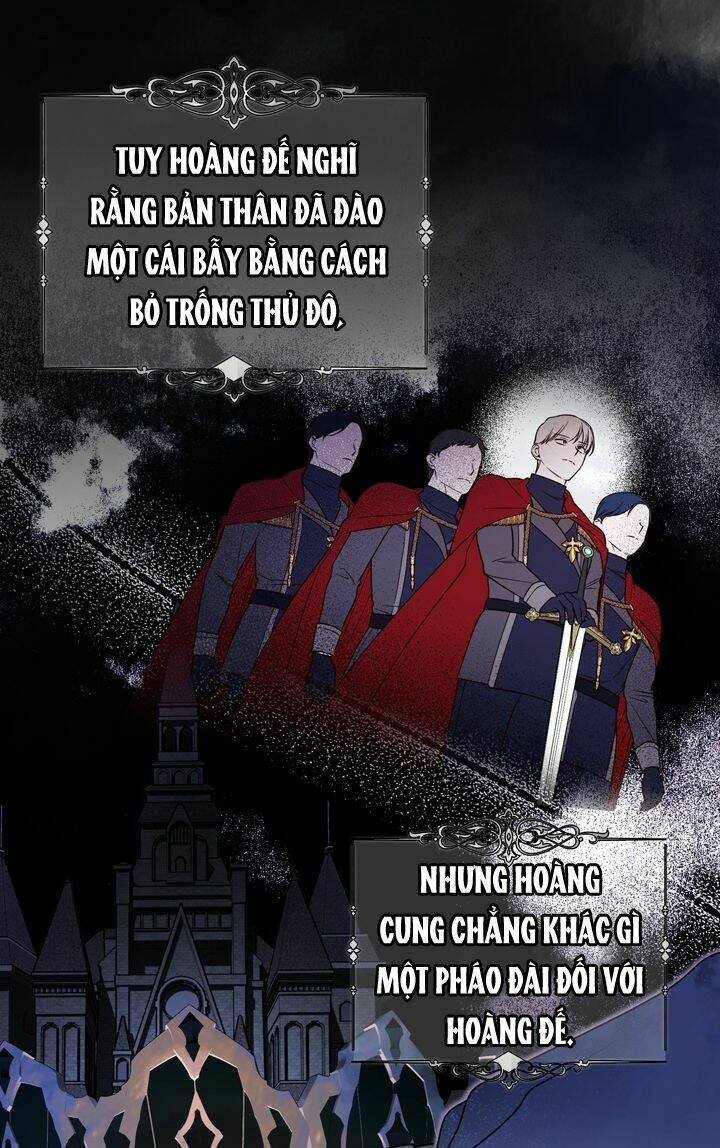 TUY HOÀNG ĐẾ NGHĨ
RẰNG BẢN THÂN ĐÃ ĐÀO
MỘT CÁI BẪY BẰNG CÁCH
BỎ TRỐNG THỦ ĐÔ,
NHƯNG HOÀNG
CUNG CHẲNG KHÁC GÌ
MỘT PHÁO ĐÀI ĐỐI VỚI
HOÀNG ĐẾ.